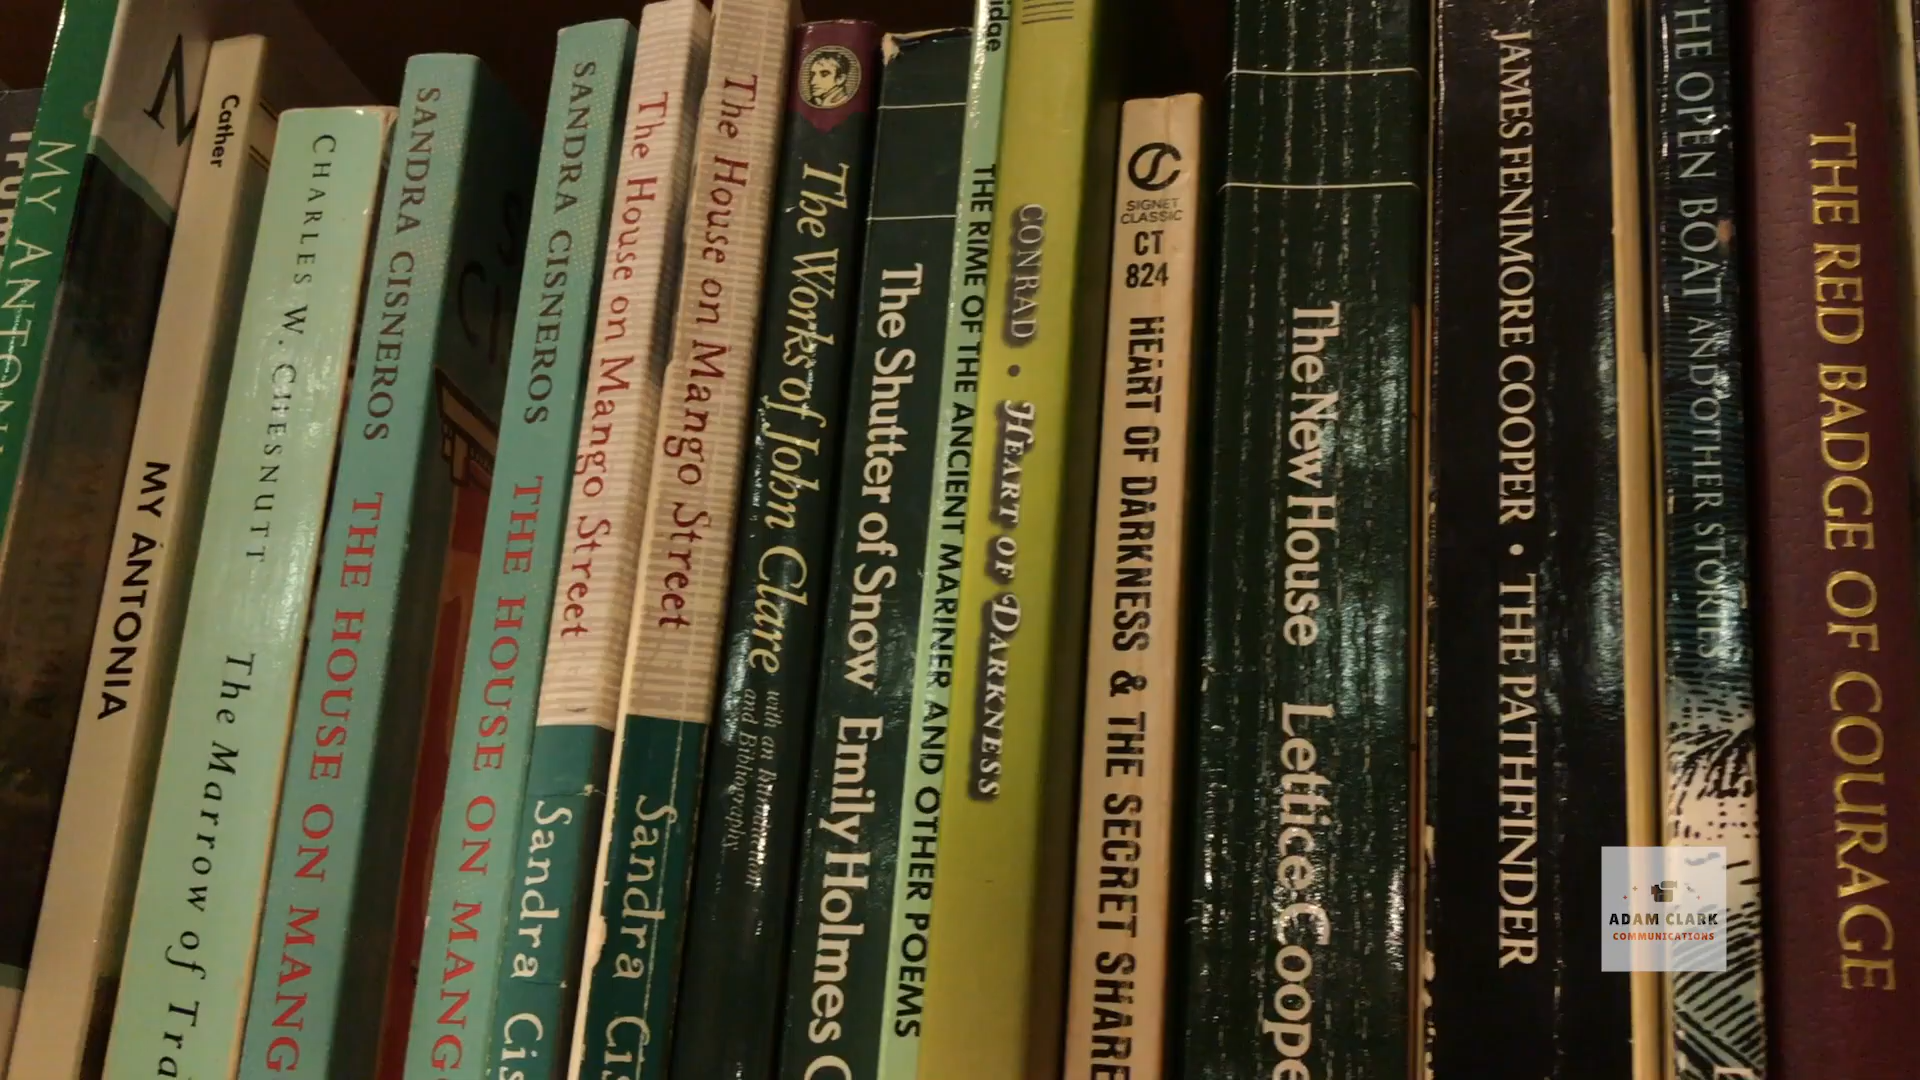 MY ANTONIA
N
Cather
MY ÁNTONIA
CHARLES W. CHESNUTT
The Marrow of Tra
SANDRA CISNEROS THE HOUSE ON MANG
SANDRA CISNEROS THE HOUSE ON MANG
The House on Mango Street
Sandra Cis
The House on Mango Street
Sandra Cis
The Works of John Clare
with an Introduction
and Bibliography
The Shutter of Snow Emily Holmes C
idge
THE RIME OF THE ANCIENT MARINER AND OTHER POEMS
CONRAD • HEART OF DARKNESS
SIGNET
CLASSIC
CT
824
HEART OF DARKNESS & THE SECRET SHARE
The New House Lettice Coope
JAMES FENIMORE COOPER • THE PATHFINDER
THE OPEN BOAT AND OTHER STORIES
THE RED BADGE OF COURAGE
ADAM CLARK
COMMUNICATIONS